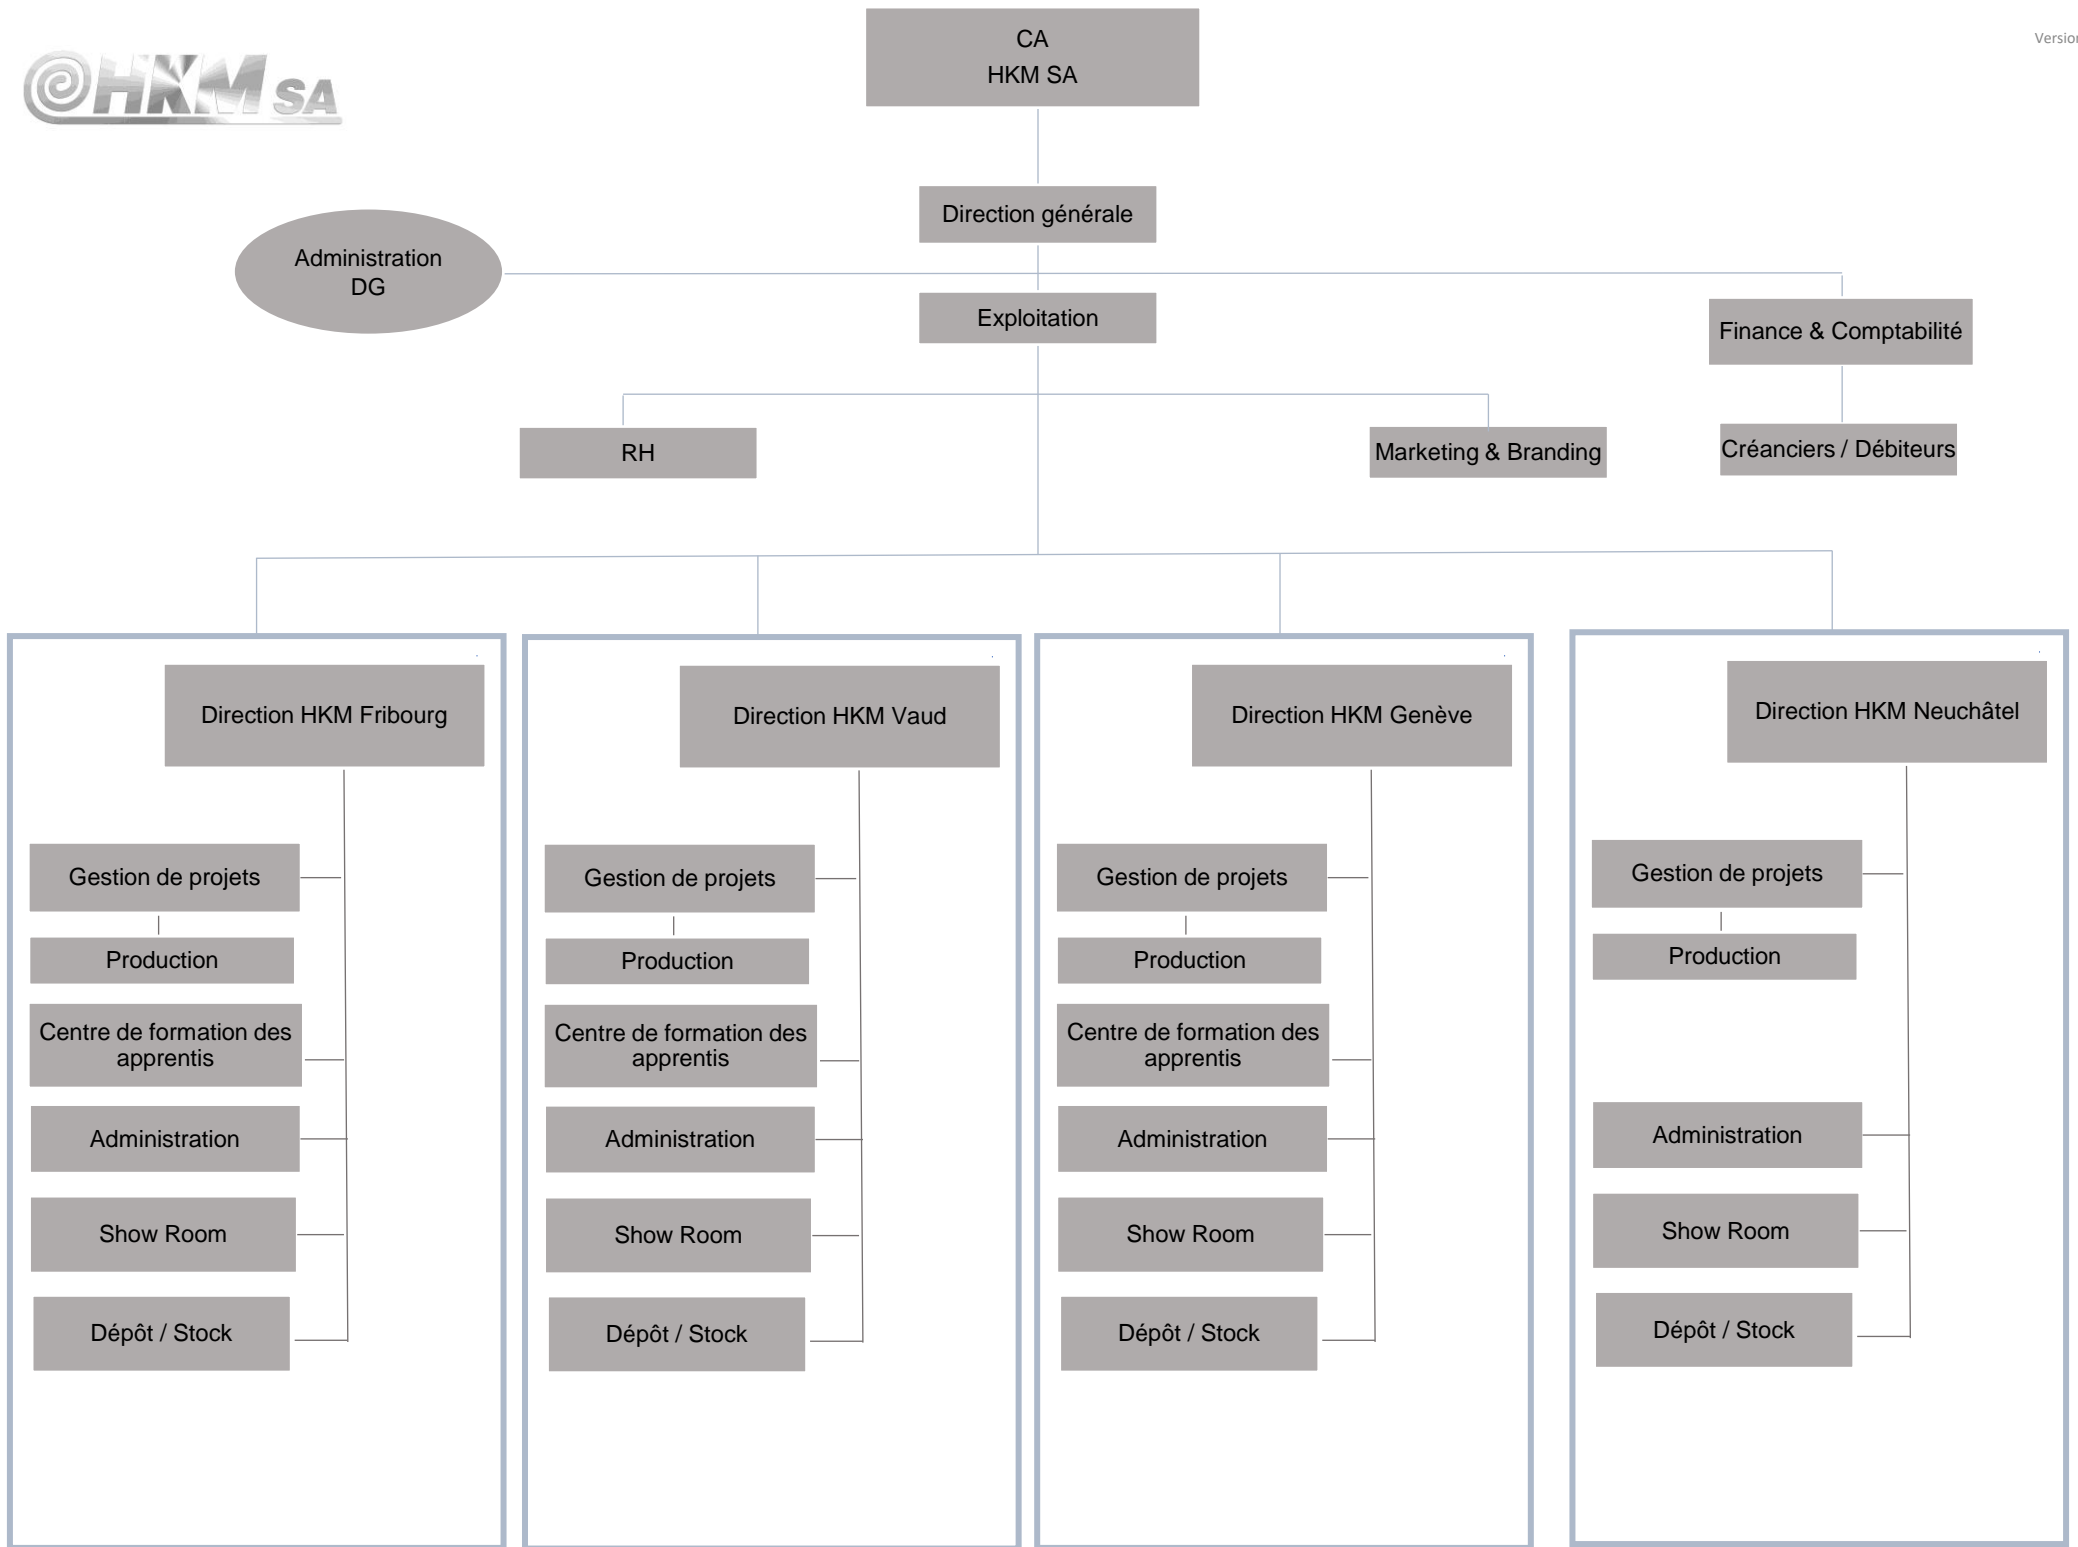 @HKM SA
CA
HKM SA
Version
Direction générale
Administration
DG
Exploitation
Finance & Comptabilité
RH
Marketing & Branding
Créanciers / Débiteurs
Direction HKM Fribourg
Gestion de projets
Production
Centre de formation des
apprentis
Administration
Show Room
Dépôt / Stock
Direction HKM Vaud
Gestion de projets
Production
Centre de formation des
apprentis
Administration
Show Room
Dépôt / Stock
Direction HKM Genève
Gestion de projets
Production
Centre de formation des
apprentis
Administration
Show Room
Dépôt / Stock
Direction HKM Neuchâtel
Gestion de projets
Production
Administration
Show Room
Dépôt / Stock